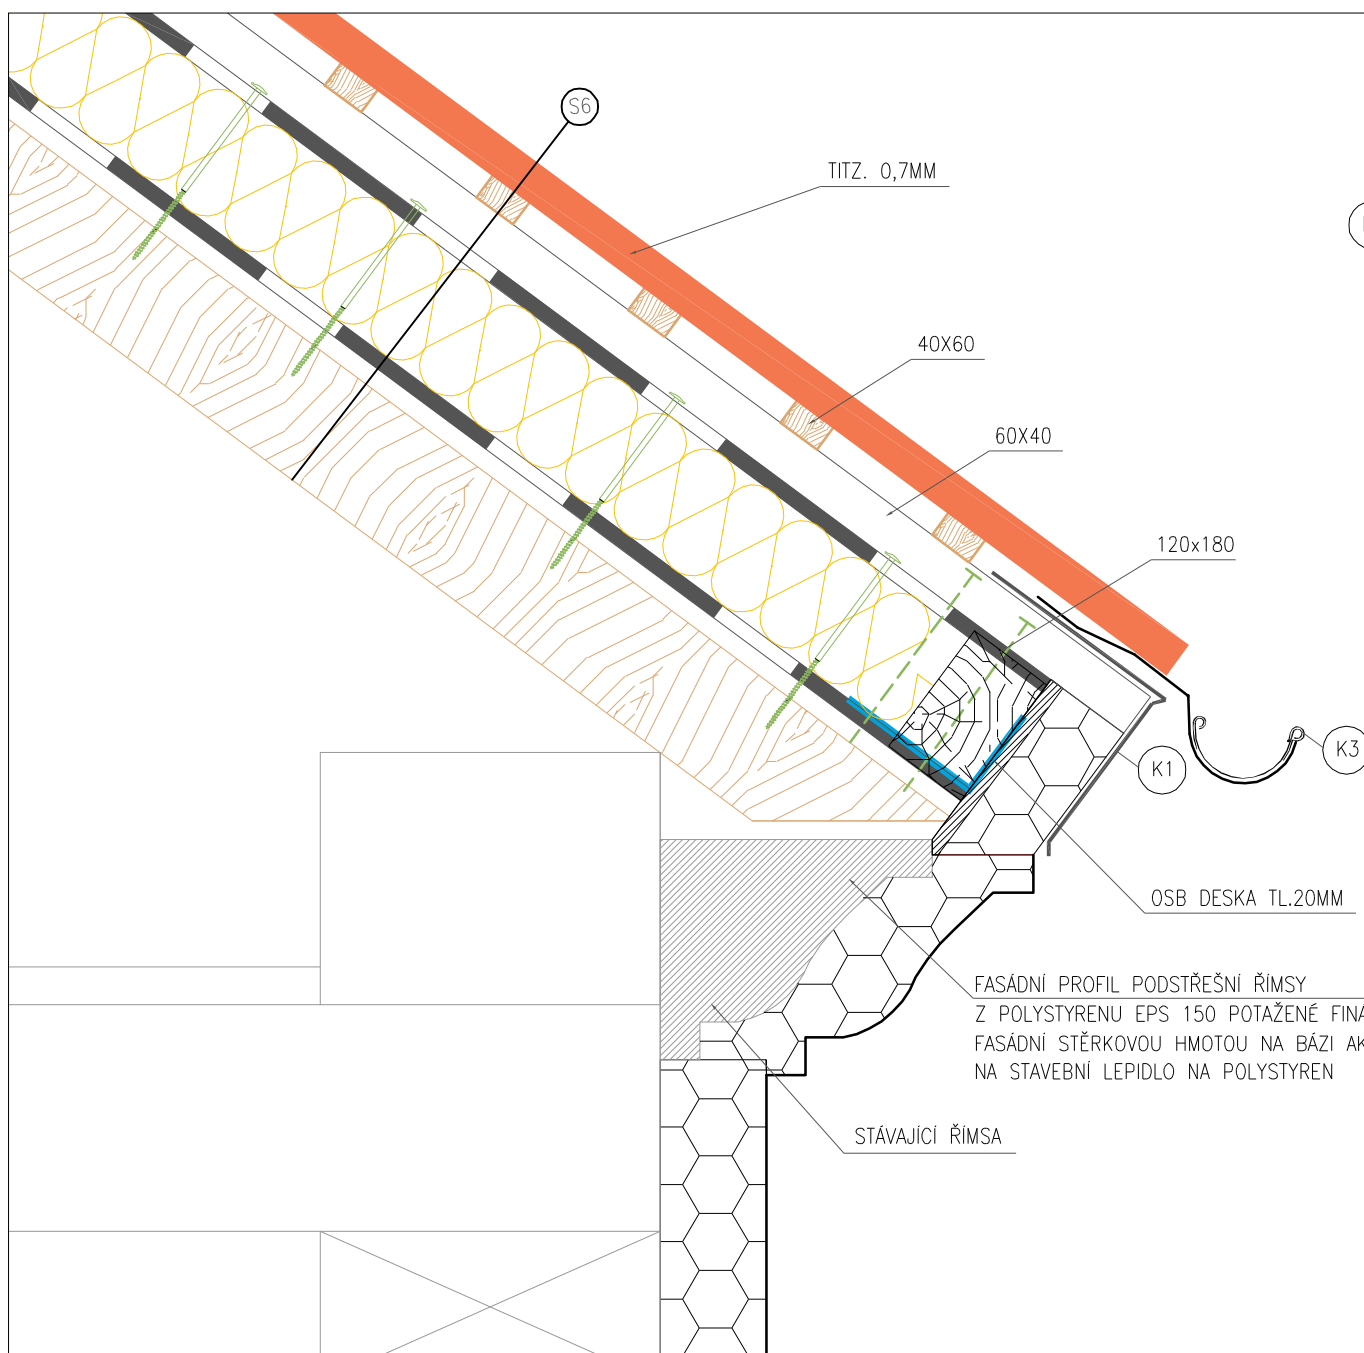 S6
TITZ. 0,7MM
40X60
60X40
120x180
K3
K1
OSB DESKA TL.20MM
FASÁDNÍ PROFIL PODSTŘEŠNÍ ŘÍMSY
Z POLYSTYRENU EPS 150 POTAŽENÉ
FASÁDNÍ STĚRKOVOU HMOTOU NA BÁZI
NA STAVEBNÍ LEPIDLO NA POLYSTYREN
STÁVAJÍCÍ ŘÍMSA